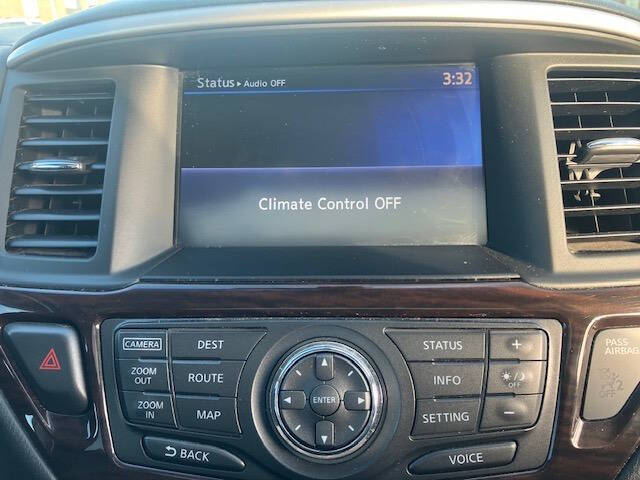 Status ▸ Audio OFF 3:32
Climate Control OFF
CAMERA DEST STATUS +
ZOOM OUT ROUTE INFO OFF
ZOOM IN MAP ENTER SETTING -
BACK VOICE
PASS
AIRBAG